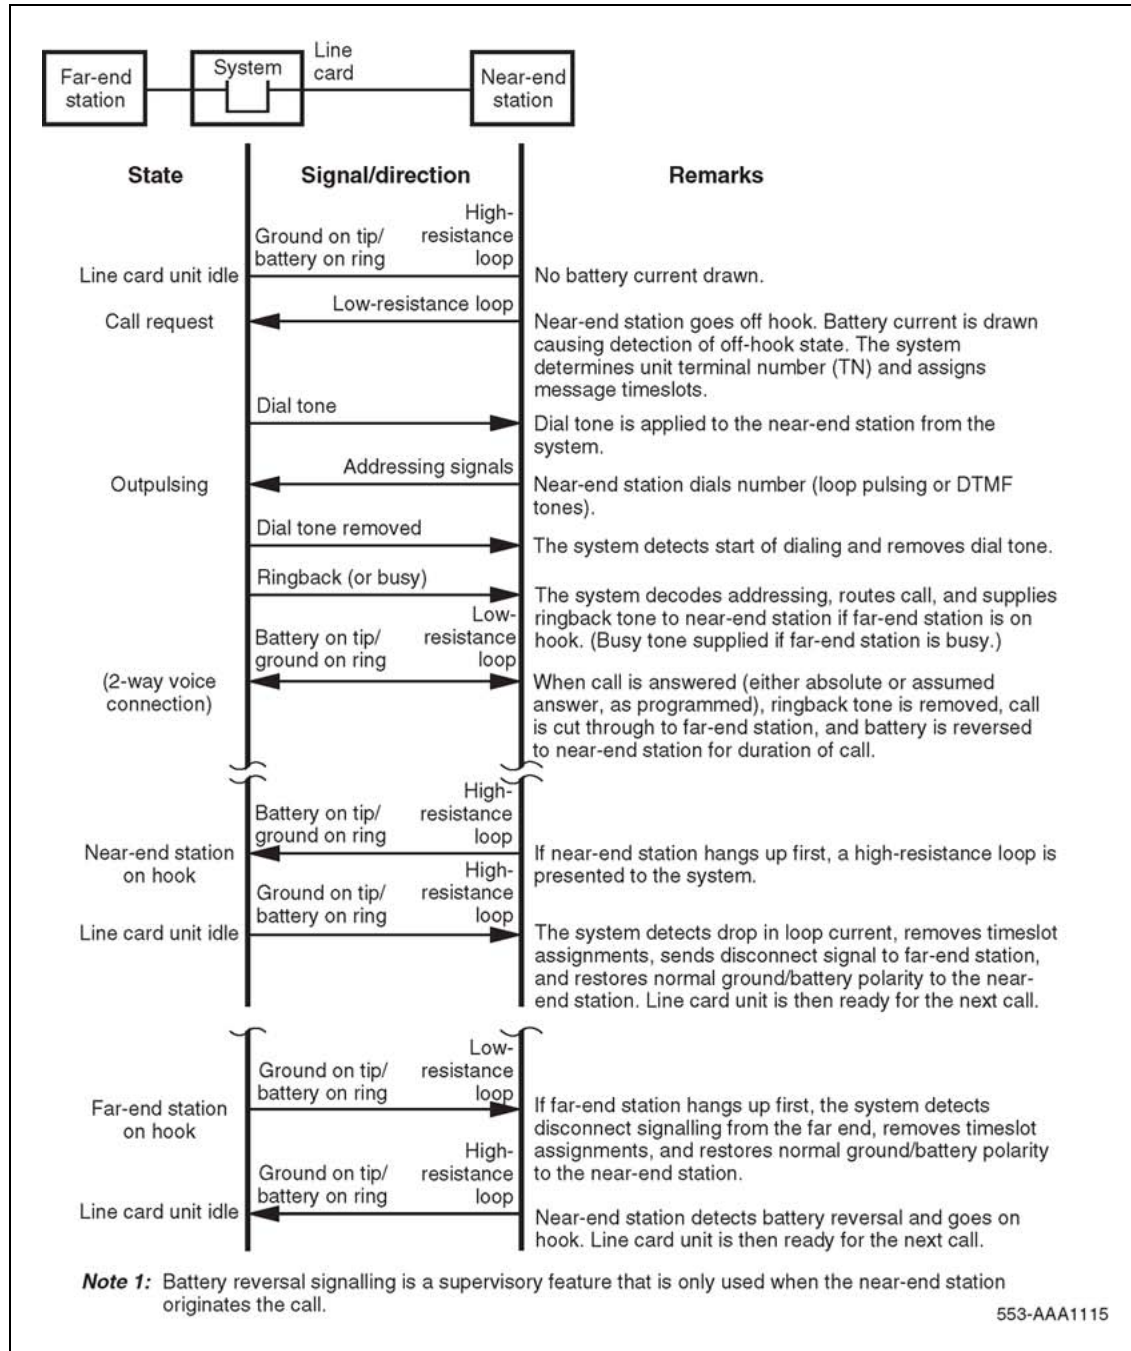 Far-end
station
System
Line
card
Near-end
station
State
Signal/direction
Remarks
Ground on tip/
battery on ring
High-
resistance
loop
Line card unit idle
No battery current drawn.
Low-resistance loop
Call request
Near-end station goes off hook. Battery current is drawn
causing detection of off-hook state. The system
determines unit terminal number (TN) and assigns
message timeslots.
Dial tone
Dial tone is applied to the near-end station from the
system.
Addressing signals
Outpulsing
Near-end station dials number (loop pulsing or DTMF
tones).
Dial tone removed
The system detects start of dialing and removes dial tone.
Ringback (or busy)
The system decodes addressing, routes call, and supplies
ringback tone to near-end station if far-end station is on
hook. (Busy tone supplied if far-end station is busy.)
Battery on tip/
ground on ring
Low-
resistance
loop
(2-way voice
connection)
When call is answered (either absolute or assumed
answer, as programmed), ringback tone is removed, call
is cut through to far-end station, and battery is reversed
to near-end station for duration of call.
Battery on tip/
ground on ring
High-
resistance
loop
Near-end station
on hook
If near-end station hangs up first, a high-resistance loop is
presented to the system.
Ground on tip/
battery on ring
High-
resistance
loop
Line card unit idle
The system detects drop in loop current, removes timeslot
assignments, sends disconnect signal to far-end station,
and restores normal ground/battery polarity to the near-
end station. Line card unit is then ready for the next call.
Ground on tip/
battery on ring
Low-
resistance
loop
Far-end station
on hook
If far-end station hangs up first, the system detects
disconnect signalling from the far end, removes timeslot
assignments, and restores normal ground/battery polarity
to the near-end station.
Ground on tip/
battery on ring
High-
resistance
loop
Line card unit idle
Near-end station detects battery reversal and goes on
hook. Line card unit is then ready for the next call.
Note 1: Battery reversal signalling is a supervisory feature that is only used when the near-end station
originates the call.
553-AAA1115